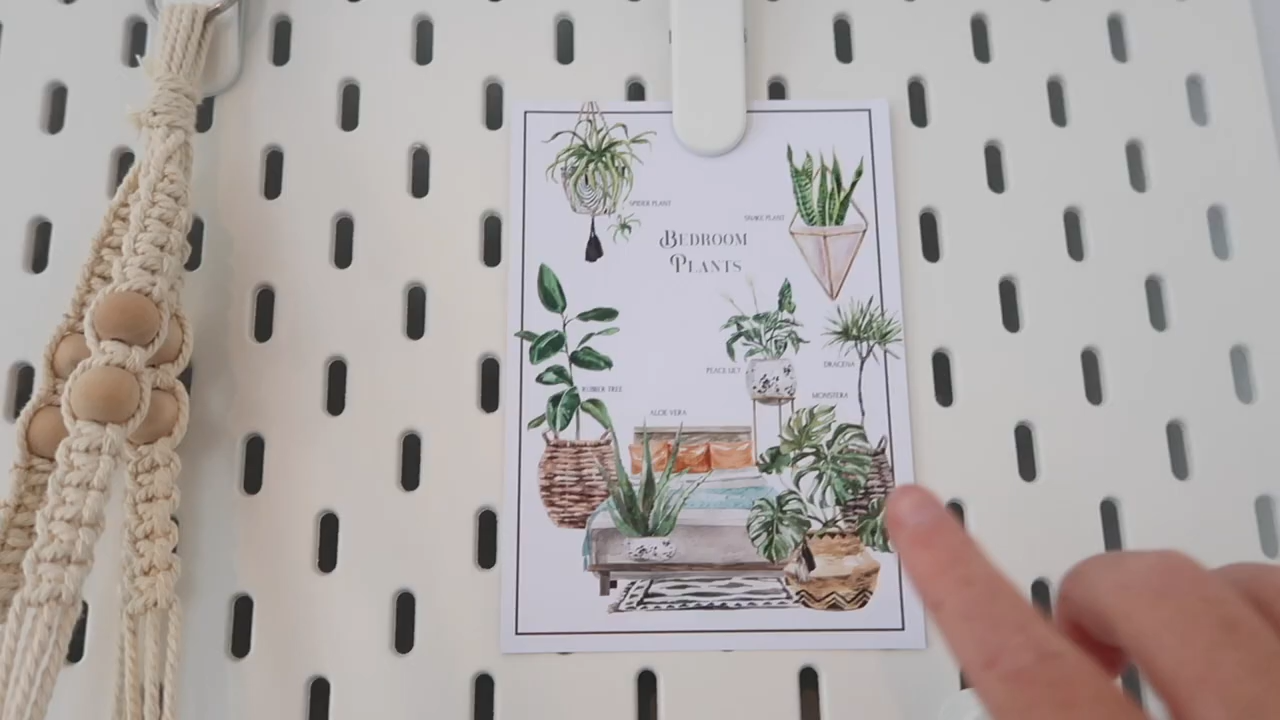 SPIDER PLANT
SNAKE PLANT
BEDROOM
PLANTS
PEACE LILY
DRACENA
RUBBER TREE
MONSTERA
ALOE VERA